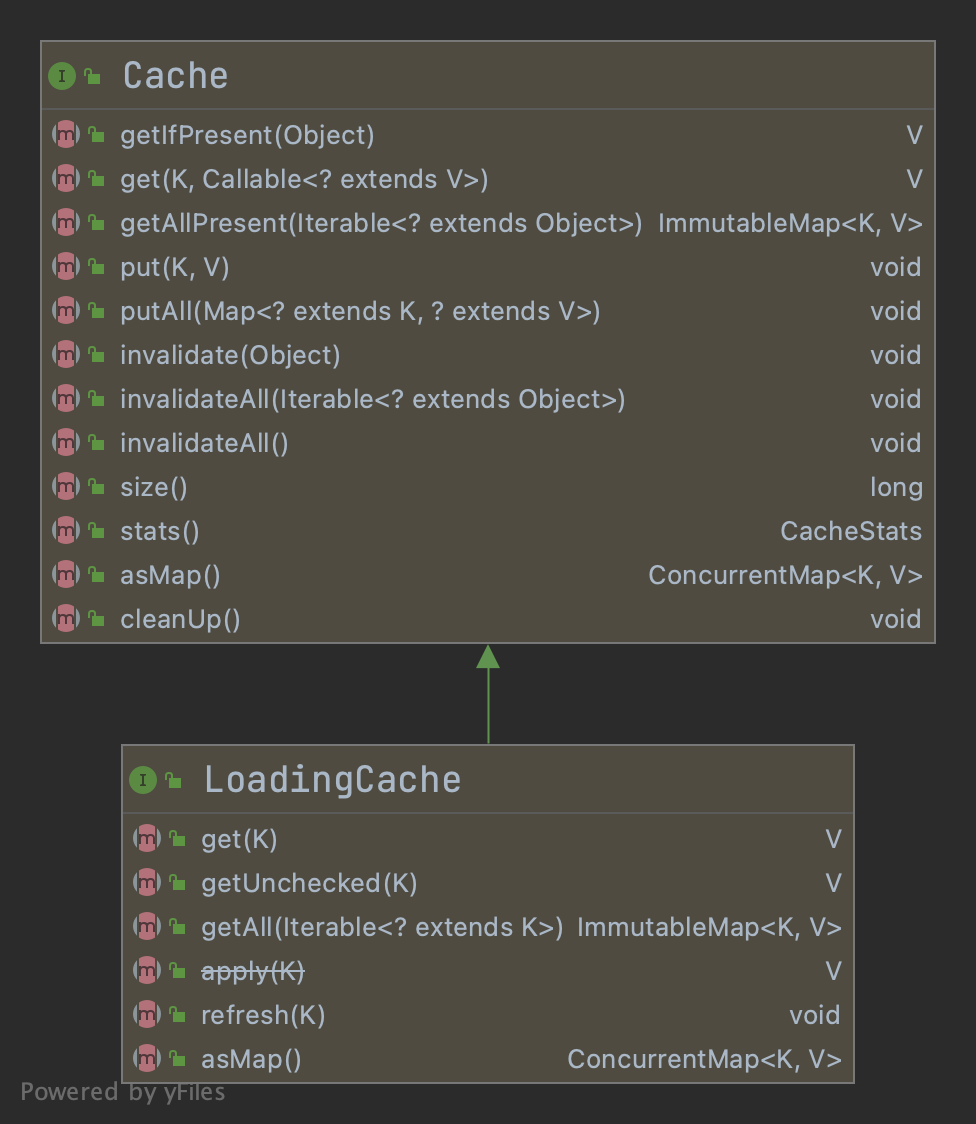 Cache
getIfPresent(Object) V
get(K, Callable<? extends V>) V
getAllPresent(Iterable<? extends Object>) ImmutableMap<K, V>
put(K, V) void
putAll(Map<? extends K, ? extends V>) void
invalidate(Object) void
invalidateAll(Iterable<? extends Object>) void
invalidateAll() void
size() long
stats() CacheStats
asMap() ConcurrentMap<K, V>
cleanUp() void
LoadingCache
get(K) V
getUnchecked(K) V
getAll(Iterable<? extends K>) ImmutableMap<K, V>
apply(K) V
refresh(K) void
asMap() ConcurrentMap<K, V>
Powered by yFiles